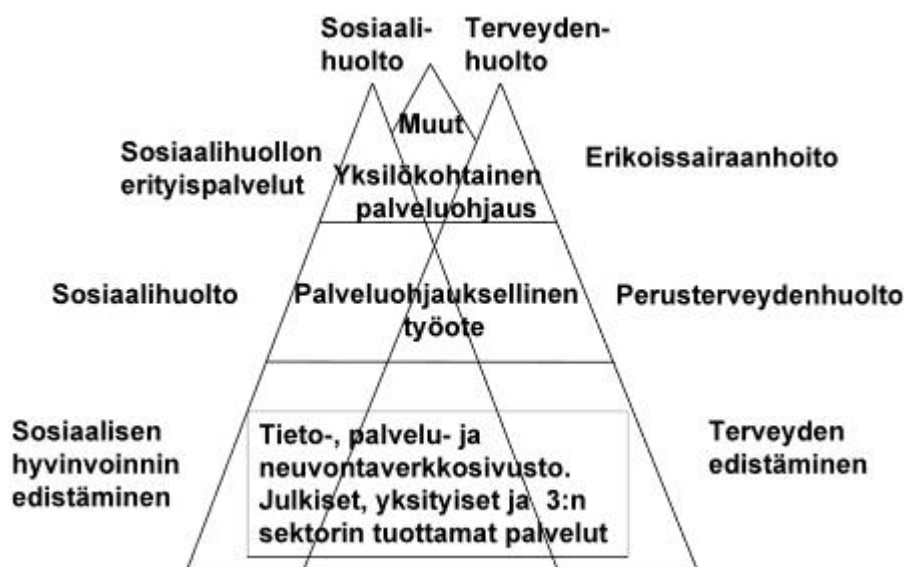 Sosiaali-
huolto
Terveyden-
huolto
Muut
Sosiaalihuollon
erityispalvelut
Yksilökohtainen
palveluohjaus
Erikoissairaanhoito
Sosiaalihuolto
Palveluohjauksellinen
työote
Perusterveydenhuolto
Sosiaalisen
hyvinvoinnin
edistäminen
Tieto-, palvelu- ja
neuvontaverkkosivusto.
Julkiset, yksityiset ja 3:n
sektorin tuottamat palvelut
Terveyden
edistäminen